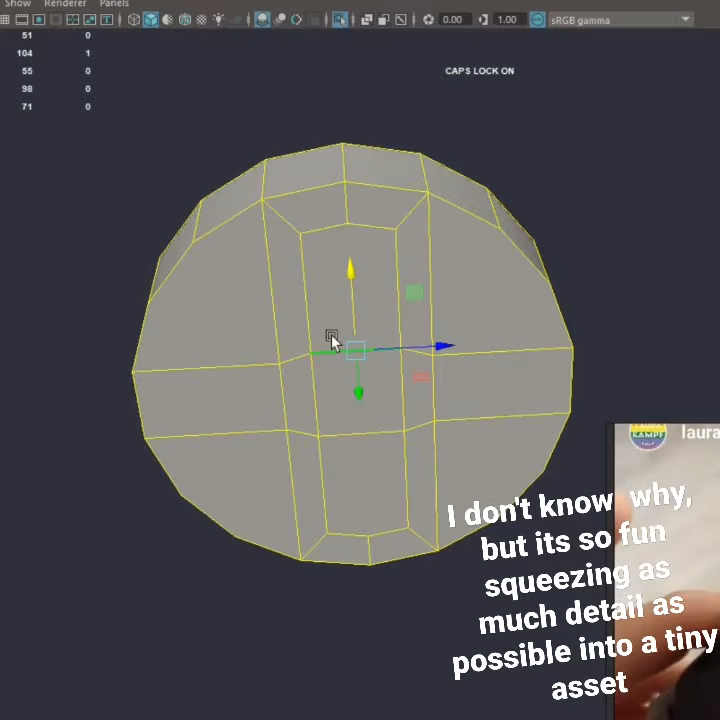 Show Renderer Panels
0.00 1.00 sRGB gamma
51 0
104 1
55 0
98 0
71 0
CAPS LOCK ON
laura
KAMPF
I don't know why,
but its so fun
squeezing as
much detail as
possible into a tiny
asset